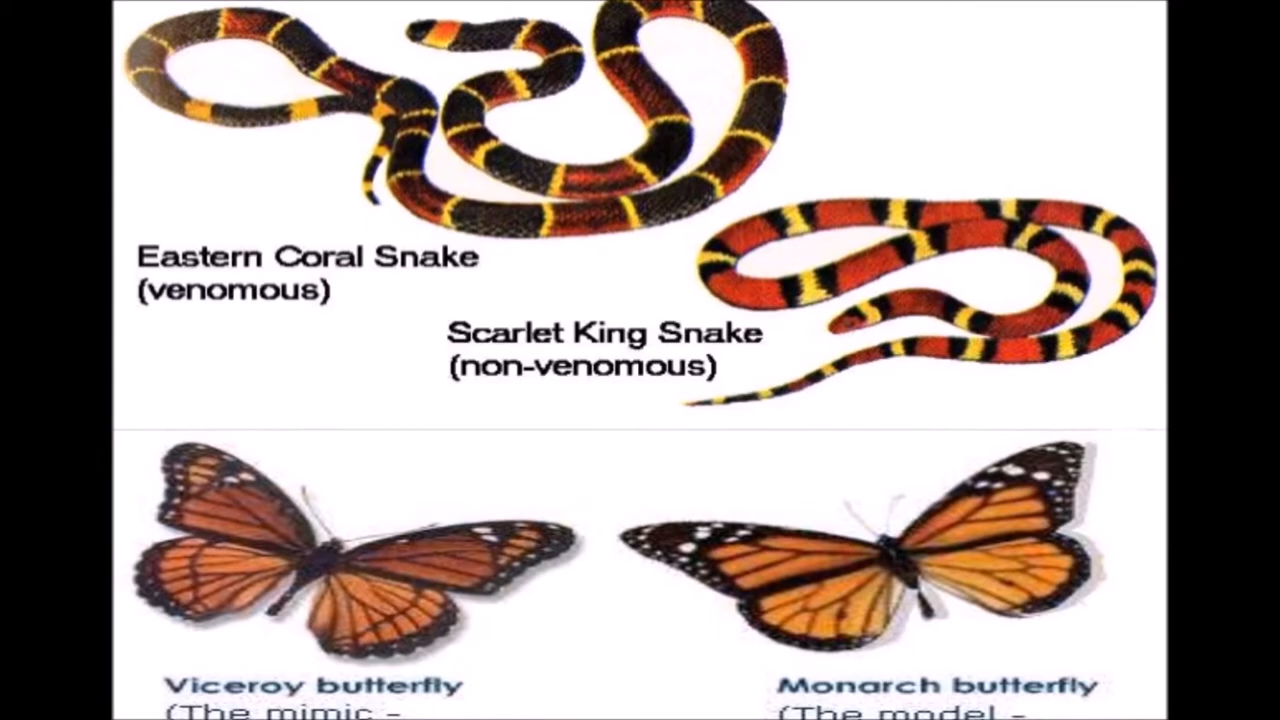 Eastern Coral Snake
(venomous)
Scarlet King Snake
(non-venomous)
Viceroy butterfly
(The mimic -
Monarch butterfly
(The model -